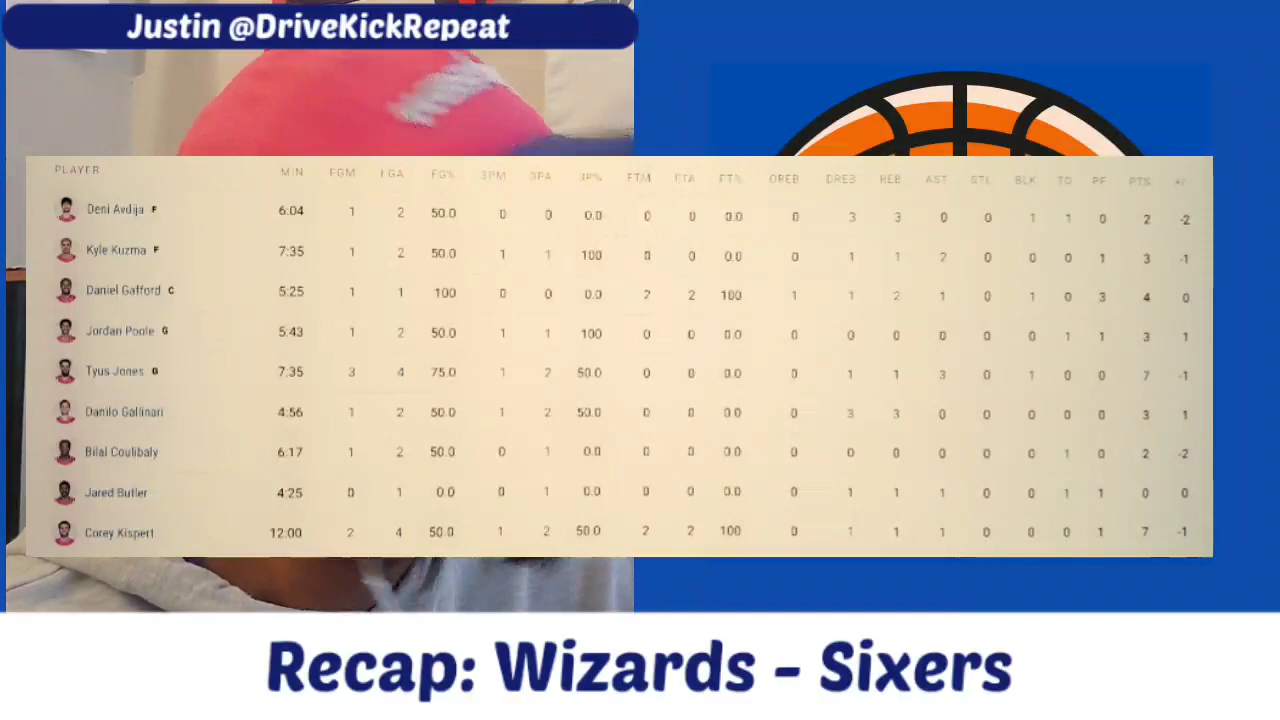 Justin @DriveKickRepeat
PLAYER MIN FGM FGA FG% 3PM 3PA 3P% FTM FTA FT% OREB DREB REB AST STL BLK TO PF PTS +/-
Deni Avdija F 6:04 1 2 50.0 0 0 0.0 0 0 0.0 0 3 3 0 0 1 1 0 2 -2
Kyle Kuzma F 7:35 1 2 50.0 1 1 100 0 0 0.0 0 1 1 2 0 0 0 1 3 -1
Daniel Gafford C 5:25 1 1 100 0 0 0.0 2 2 100 1 1 2 1 0 1 0 3 4 0
Jordan Poole G 5:43 1 2 50.0 1 1 100 0 0 0.0 0 0 0 0 0 0 1 1 3 1
Tyus Jones G 7:35 3 4 75.0 1 2 50.0 0 0 0.0 0 1 1 3 0 1 0 0 7 -1
Danilo Gallinari 4:56 1 2 50.0 1 2 50.0 0 0 0.0 0 3 3 0 0 0 0 0 3 1
Bilal Coulibaly 6:17 1 2 50.0 0 1 0.0 0 0 0.0 0 0 0 0 0 0 1 0 2 -2
Jared Butler 4:25 0 1 0.0 0 1 0.0 0 0 0.0 0 1 1 1 0 0 1 1 0 0
Corey Kispert 12:00 2 4 50.0 1 2 50.0 2 2 100 0 1 1 1 0 0 0 1 7 -1
Recap: Wizards - Sixers